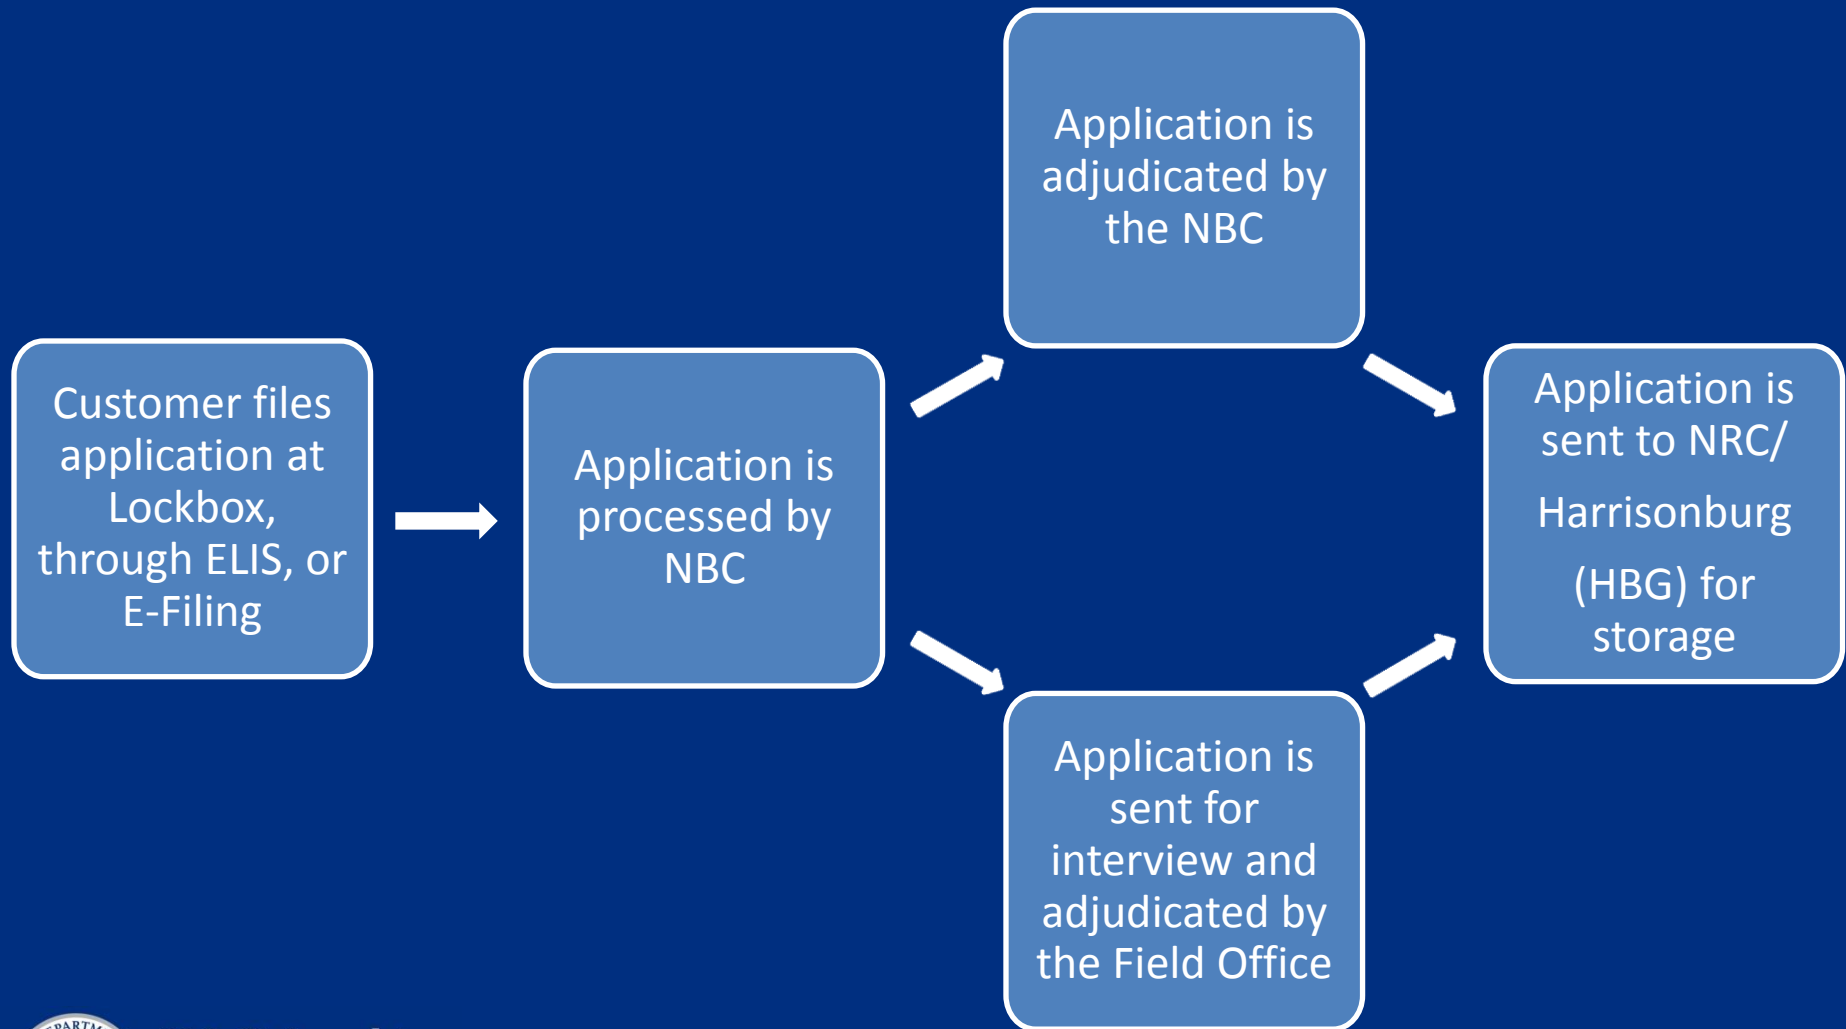 Customer files
application at
Lockbox,
through ELIS, or
E-Filing
Application is
processed by
NBC
Application is
adjudicated by
the NBC
Application is
sent for
interview and
adjudicated by
the Field Office
Application is
sent to NRC/
Harrisonburg
(HBG) for
storage